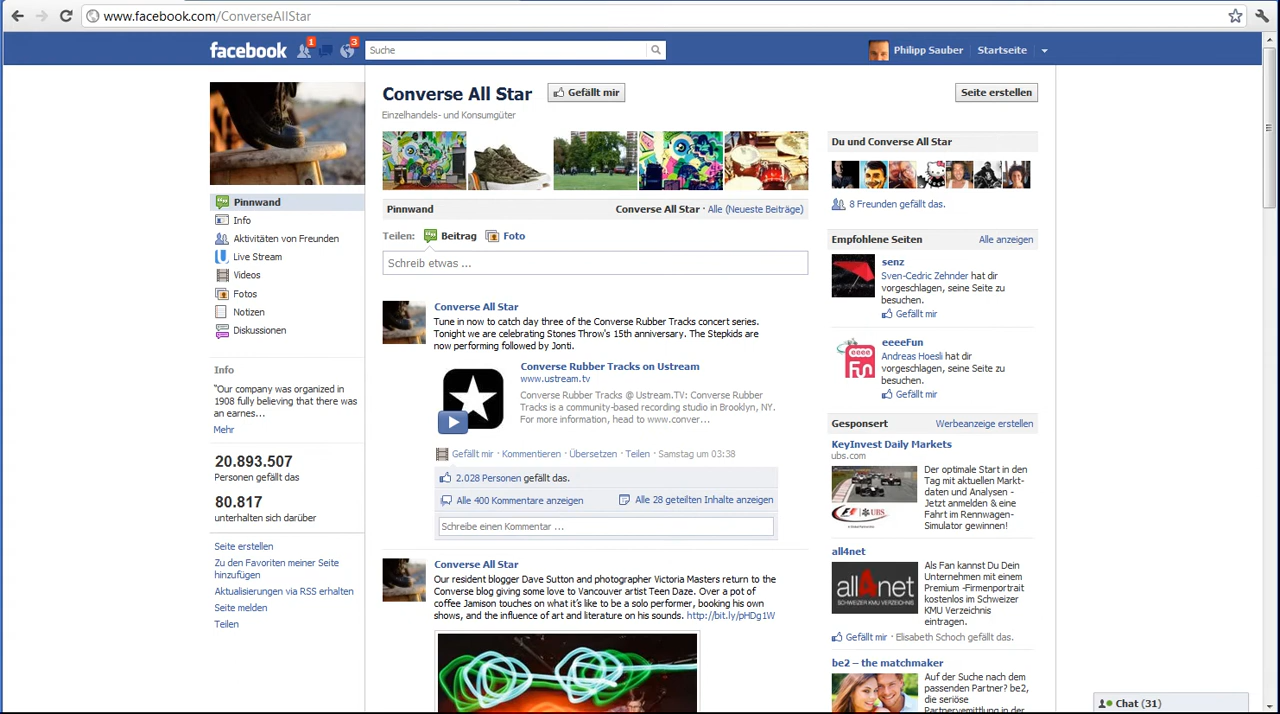 www.facebook.com/ConverseAllStar
facebook
1
3
Suche
Philipp Sauber
Startseite
Converse All Star
Gefällt mir
Seite erstellen
Einzelhandels- und Konsumgüter
Pinnwand
Info
Aktivitäten von Freunden
Live Stream
Videos
Fotos
Notizen
Diskussionen
Info
"Our company was organized in
1908 fully believing that there was
an earnes...
Mehr
20.893.507
Personen gefällt das
80.817
unterhalten sich darüber
Seite erstellen
Zu den Favoriten meiner Seite
hinzufügen
Aktualisierungen via RSS erhalten
Seite melden
Teilen
Pinnwand
Converse All Star · Alle (Neueste Beiträge)
Teilen: Beitrag Foto
Schreib etwas ...
Converse All Star
Tune in now to catch day three of the Converse Rubber Tracks concert series.
Tonight we are celebrating Stones Throw's 15th anniversary. The Stepkids are
now performing followed by Jonti.
Converse Rubber Tracks on Ustream
www.ustream.tv
Converse Rubber Tracks @ Ustream.TV: Converse Rubber
Tracks is a community-based recording studio in Brooklyn, NY.
For more information, head to www.conver...
Gefällt mir · Kommentieren · Übersetzen · Teilen · Samstag um 03:38
2.028 Personen gefällt das.
Alle 400 Kommentare anzeigen
Alle 28 geteilten Inhalte anzeigen
Schreibe einen Kommentar ...
Converse All Star
Our resident blogger Dave Sutton and photographer Victoria Masters return to the
Converse blog giving some love to Vancouver artist Teen Daze. Over a pot of
coffee Jamison touches on what it's like to be a solo performer, booking his own
shows, and the influence of art and literature on his sounds. http://bit.ly/pHDg1W
Du und Converse All Star
8 Freunden gefällt das.
Empfohlene Seiten
Alle anzeigen
senz
Sven-Cedric Zehnder hat dir
vorgeschlagen, seine Seite zu
besuchen.
Gefällt mir
eeee
Fun
eeeeFun
Andreas Hoesli hat dir
vorgeschlagen, seine Seite zu
besuchen.
Gefällt mir
Gesponsert
Werbeanzeige erstellen
KeyInvest Daily Markets
ubs.com
F1 UBS
Der optimale Start in den
Tag mit aktuellen Markt-
daten und Analysen -
Jetzt anmelden & eine
Fahrt im Rennwagen-
Simulator gewinnen!
all4net
all4net
SCHWEIZER KMU VERZEICHNIS
Als Fan kannst Du Dein
Unternehmen mit einem
Premium -Firmenportrait
kostenlos im Schweizer
KMU Verzeichnis
eintragen.
Gefällt mir · Elisabeth Schoch gefällt das.
be2 – the matchmaker
Auf der Suche nach dem
passenden Partner? be2,
die seriöse
Partnervermittlung in der
Chat (31)